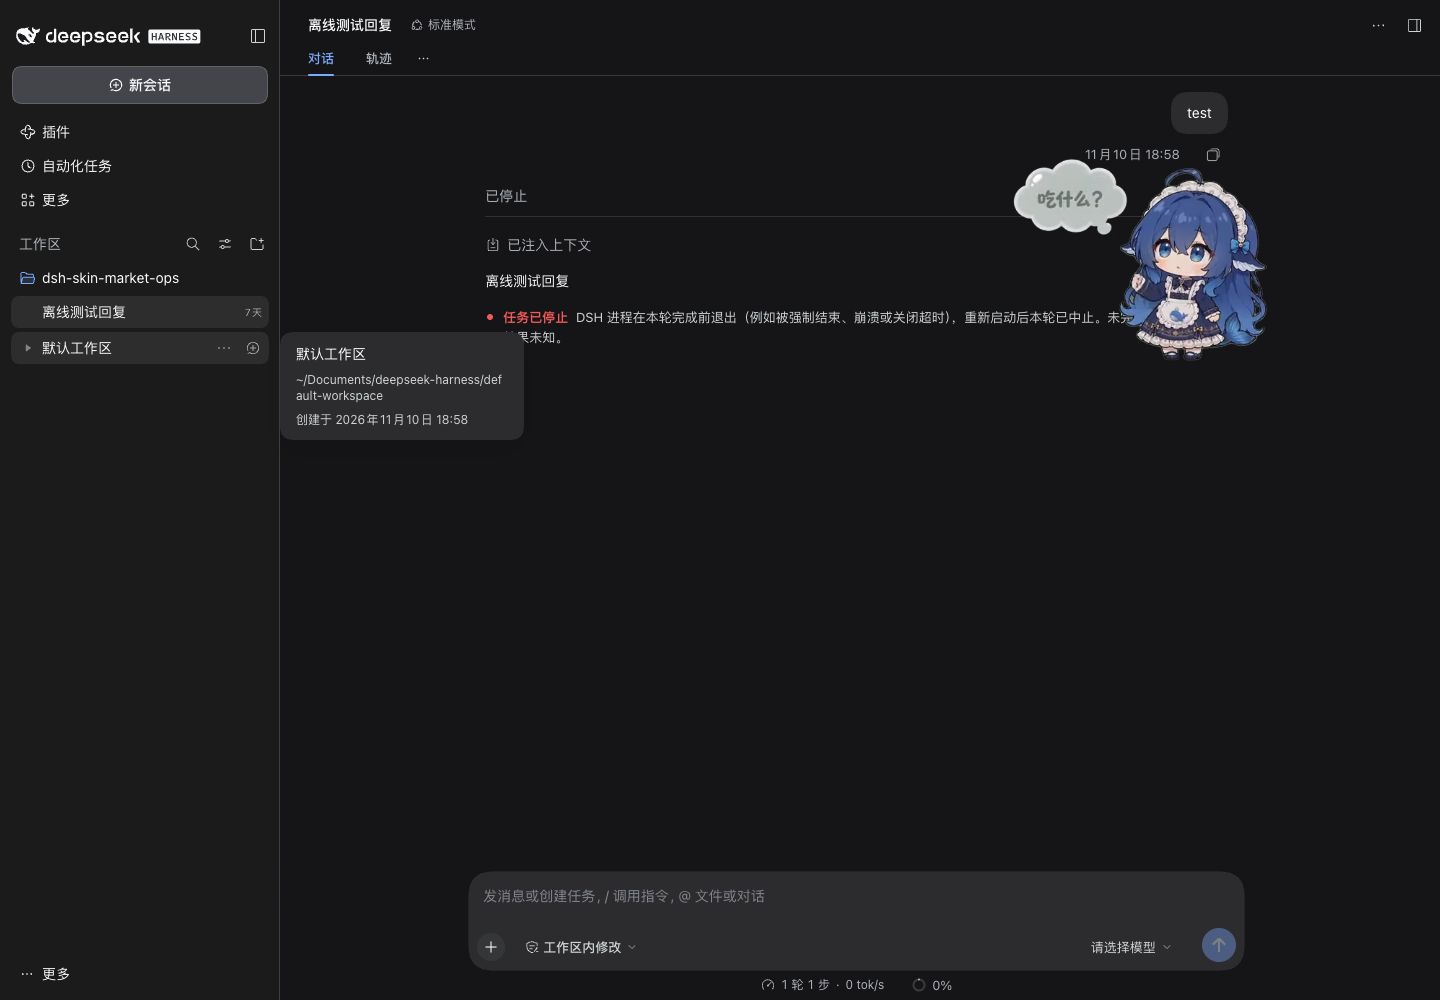 deepseek HARNESS
新会话
插件
自动化任务
更多
工作区
dsh-skin-market-ops
离线测试回复 7天
默认工作区
更多
离线测试回复 标准模式
对话 轨迹
test
11月10日 18:58
吃什么?
已停止
已注入上下文
离线测试回复
任务已停止 DSH 进程在本轮完成前退出（例如被强制结束、崩溃或关闭超时），重新启动后本轮已中止。未完
果未知。
默认工作区
~/Documents/deepseek-harness/def
ault-workspace
创建于 2026年11月10日 18:58
发消息或创建任务, / 调用指令, @ 文件或对话
工作区内修改
请选择模型
1 轮 1 步 · 0 tok/s 0%